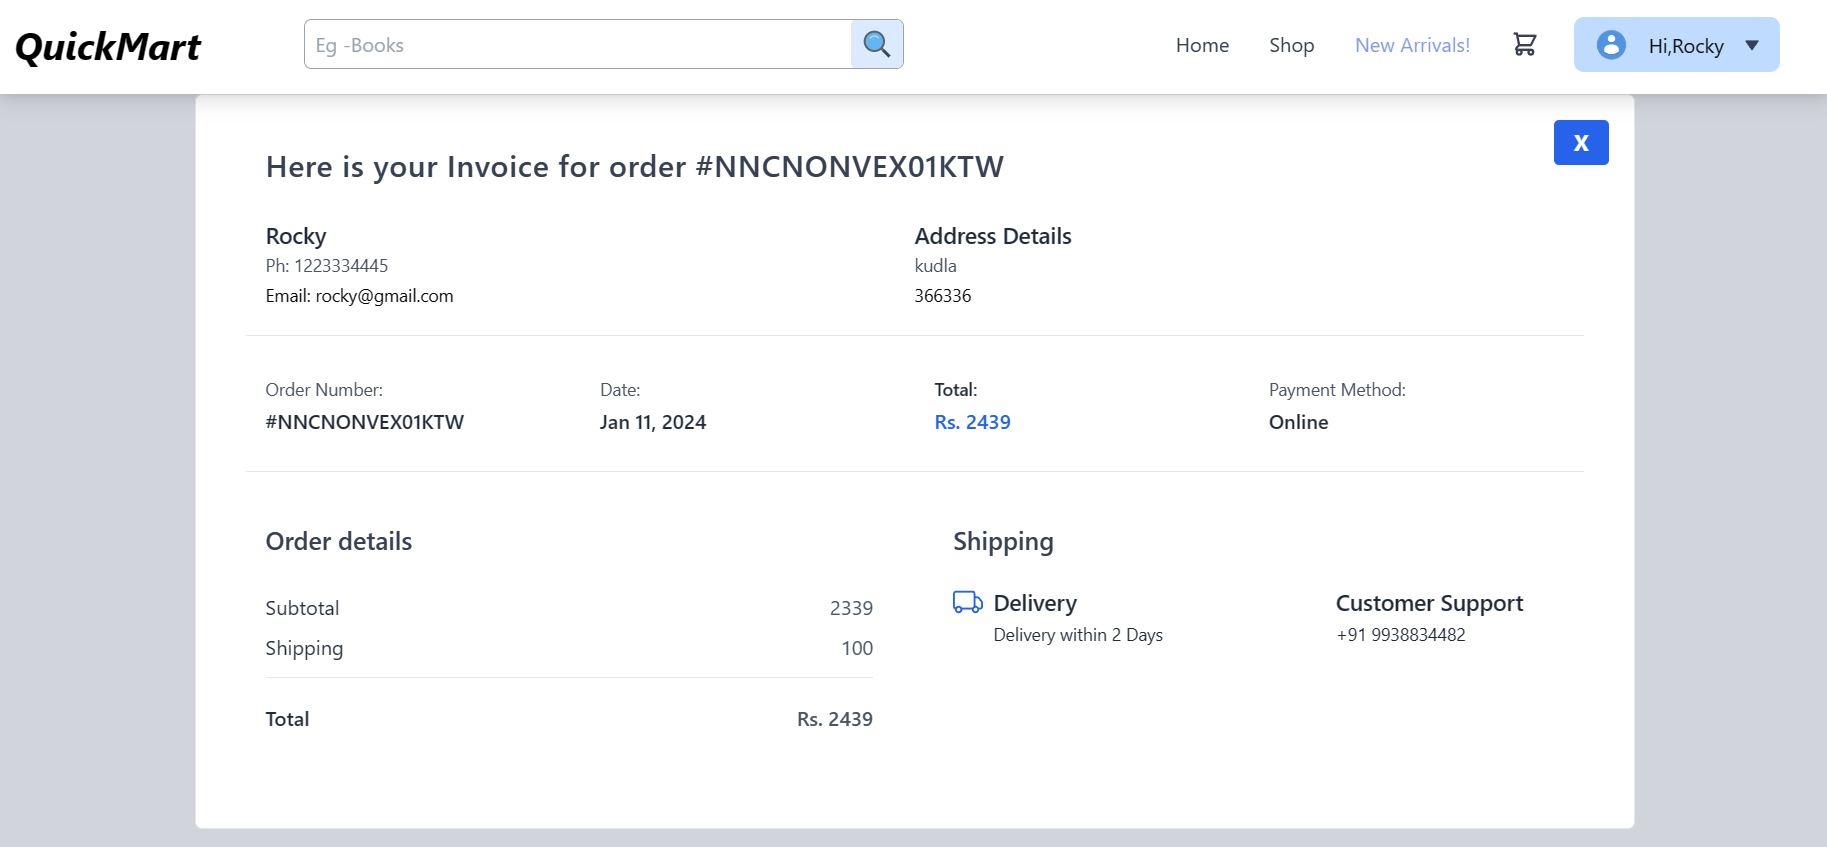 QuickMart
Eg -Books
Home
Shop
New Arrivals!
Hi,Rocky
X
Here is your Invoice for order #NNCNONVEX01KTW
Rocky
Ph: 1223334445
Email: rocky@gmail.com
Address Details
kudla
366336
Order Number:
#NNCNONVEX01KTW
Date:
Jan 11, 2024
Total:
Rs. 2439
Payment Method:
Online
Order details
Subtotal 2339
Shipping 100
Total Rs. 2439
Shipping
Delivery
Delivery within 2 Days
Customer Support
+91 9938834482